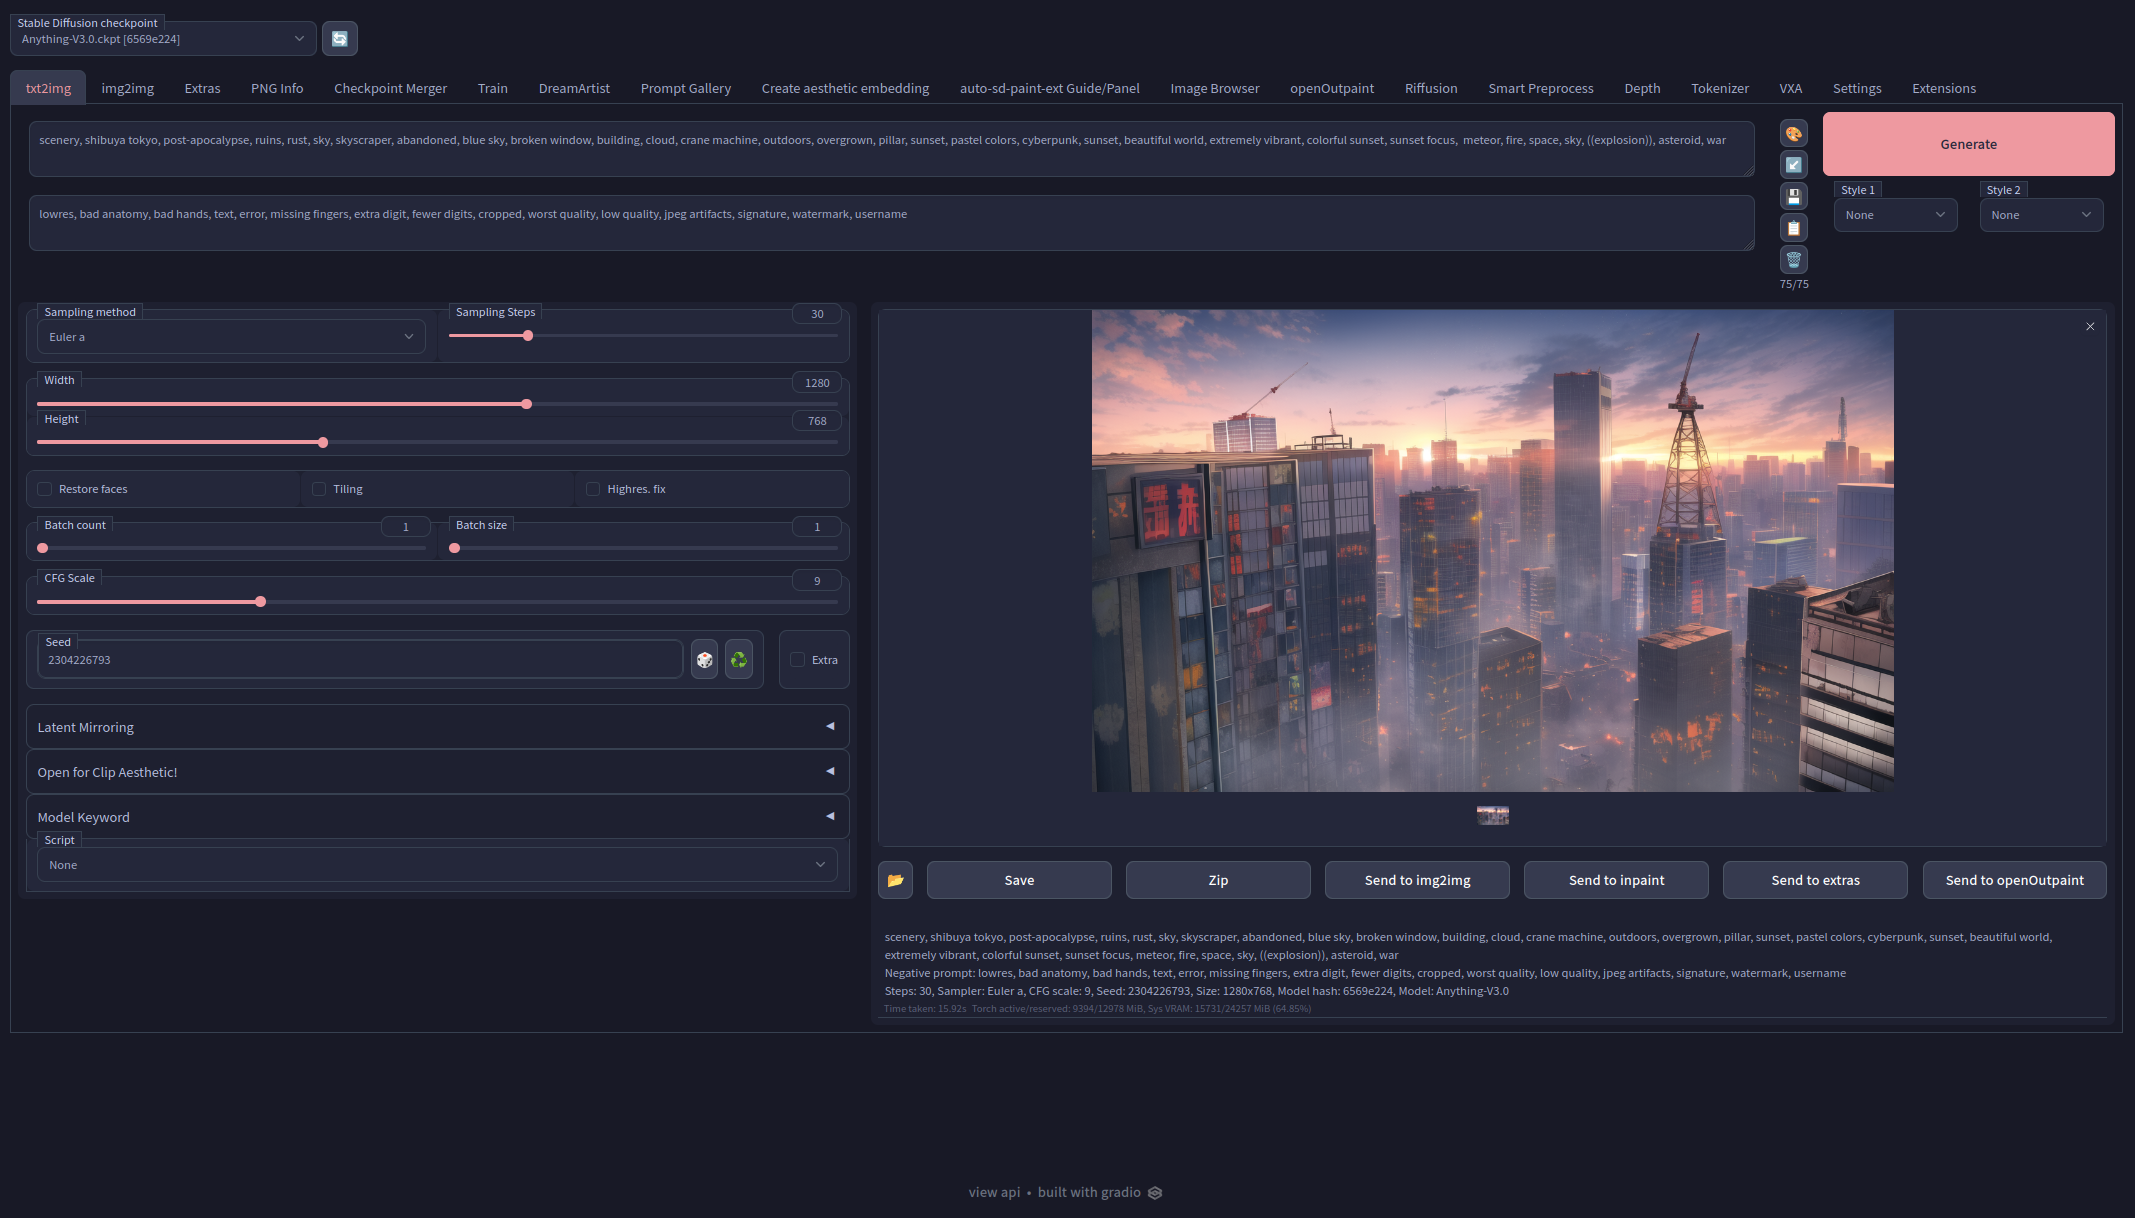 Stable Diffusion checkpoint
Anything-V3.0.ckpt [6569e224]
txt2img
img2img
Extras
PNG Info
Checkpoint Merger
Train
DreamArtist
Prompt Gallery
Create aesthetic embedding
auto-sd-paint-ext Guide/Panel
Image Browser
openOutpaint
Riffusion
Smart Preprocess
Depth
Tokenizer
VXA
Settings
Extensions
scenery, shibuya tokyo, post-apocalypse, ruins, rust, sky, skyscraper, abandoned, blue sky, broken window, building, cloud, crane machine, outdoors, overgrown, pillar, sunset, pastel colors, cyberpunk, sunset, beautiful world, extremely vibrant, colorful sunset, sunset focus,  meteor, fire, space, sky, ((explosion)), asteroid, war
lowres, bad anatomy, bad hands, text, error, missing fingers, extra digit, fewer digits, cropped, worst quality, low quality, jpeg artifacts, signature, watermark, username
75/75
Generate
Style 1
None
Style 2
None
Sampling method
Euler a
Sampling Steps
30
Width
1280
Height
768
Restore faces
Tiling
Highres. fix
Batch count
1
Batch size
1
CFG Scale
9
Seed
2304226793
Extra
Latent Mirroring
Open for Clip Aesthetic!
Model Keyword
Script
None
Save
Zip
Send to img2img
Send to inpaint
Send to extras
Send to openOutpaint
scenery, shibuya tokyo, post-apocalypse, ruins, rust, sky, skyscraper, abandoned, blue sky, broken window, building, cloud, crane machine, outdoors, overgrown, pillar, sunset, pastel colors, cyberpunk, sunset, beautiful world,
extremely vibrant, colorful sunset, sunset focus, meteor, fire, space, sky, ((explosion)), asteroid, war
Negative prompt: lowres, bad anatomy, bad hands, text, error, missing fingers, extra digit, fewer digits, cropped, worst quality, low quality, jpeg artifacts, signature, watermark, username
Steps: 30, Sampler: Euler a, CFG scale: 9, Seed: 2304226793, Size: 1280x768, Model hash: 6569e224, Model: Anything-V3.0
Time taken: 15.92s  Torch active/reserved: 9394/12978 MiB, Sys VRAM: 15731/24257 MiB (64.85%)
view api • built with gradio